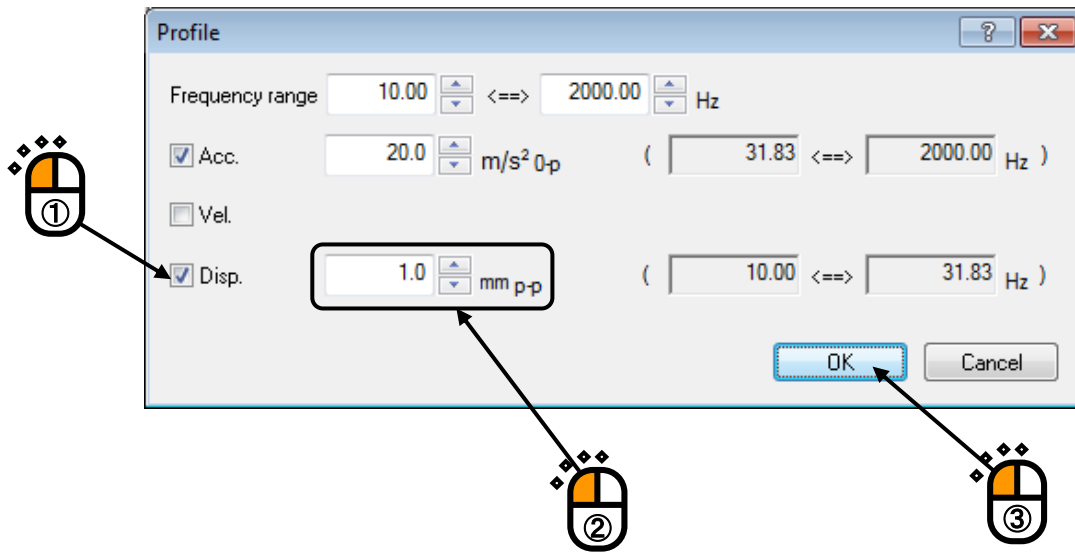 Profile
Frequency range 10.00 <==> 2000.00 Hz
Acc. 20.0 m/s² 0-p ( 31.83 <==> 2000.00 Hz )
Vel.
Disp. 1.0 mm p-p ( 10.00 <==> 31.83 Hz )
OK Cancel
①
②
③